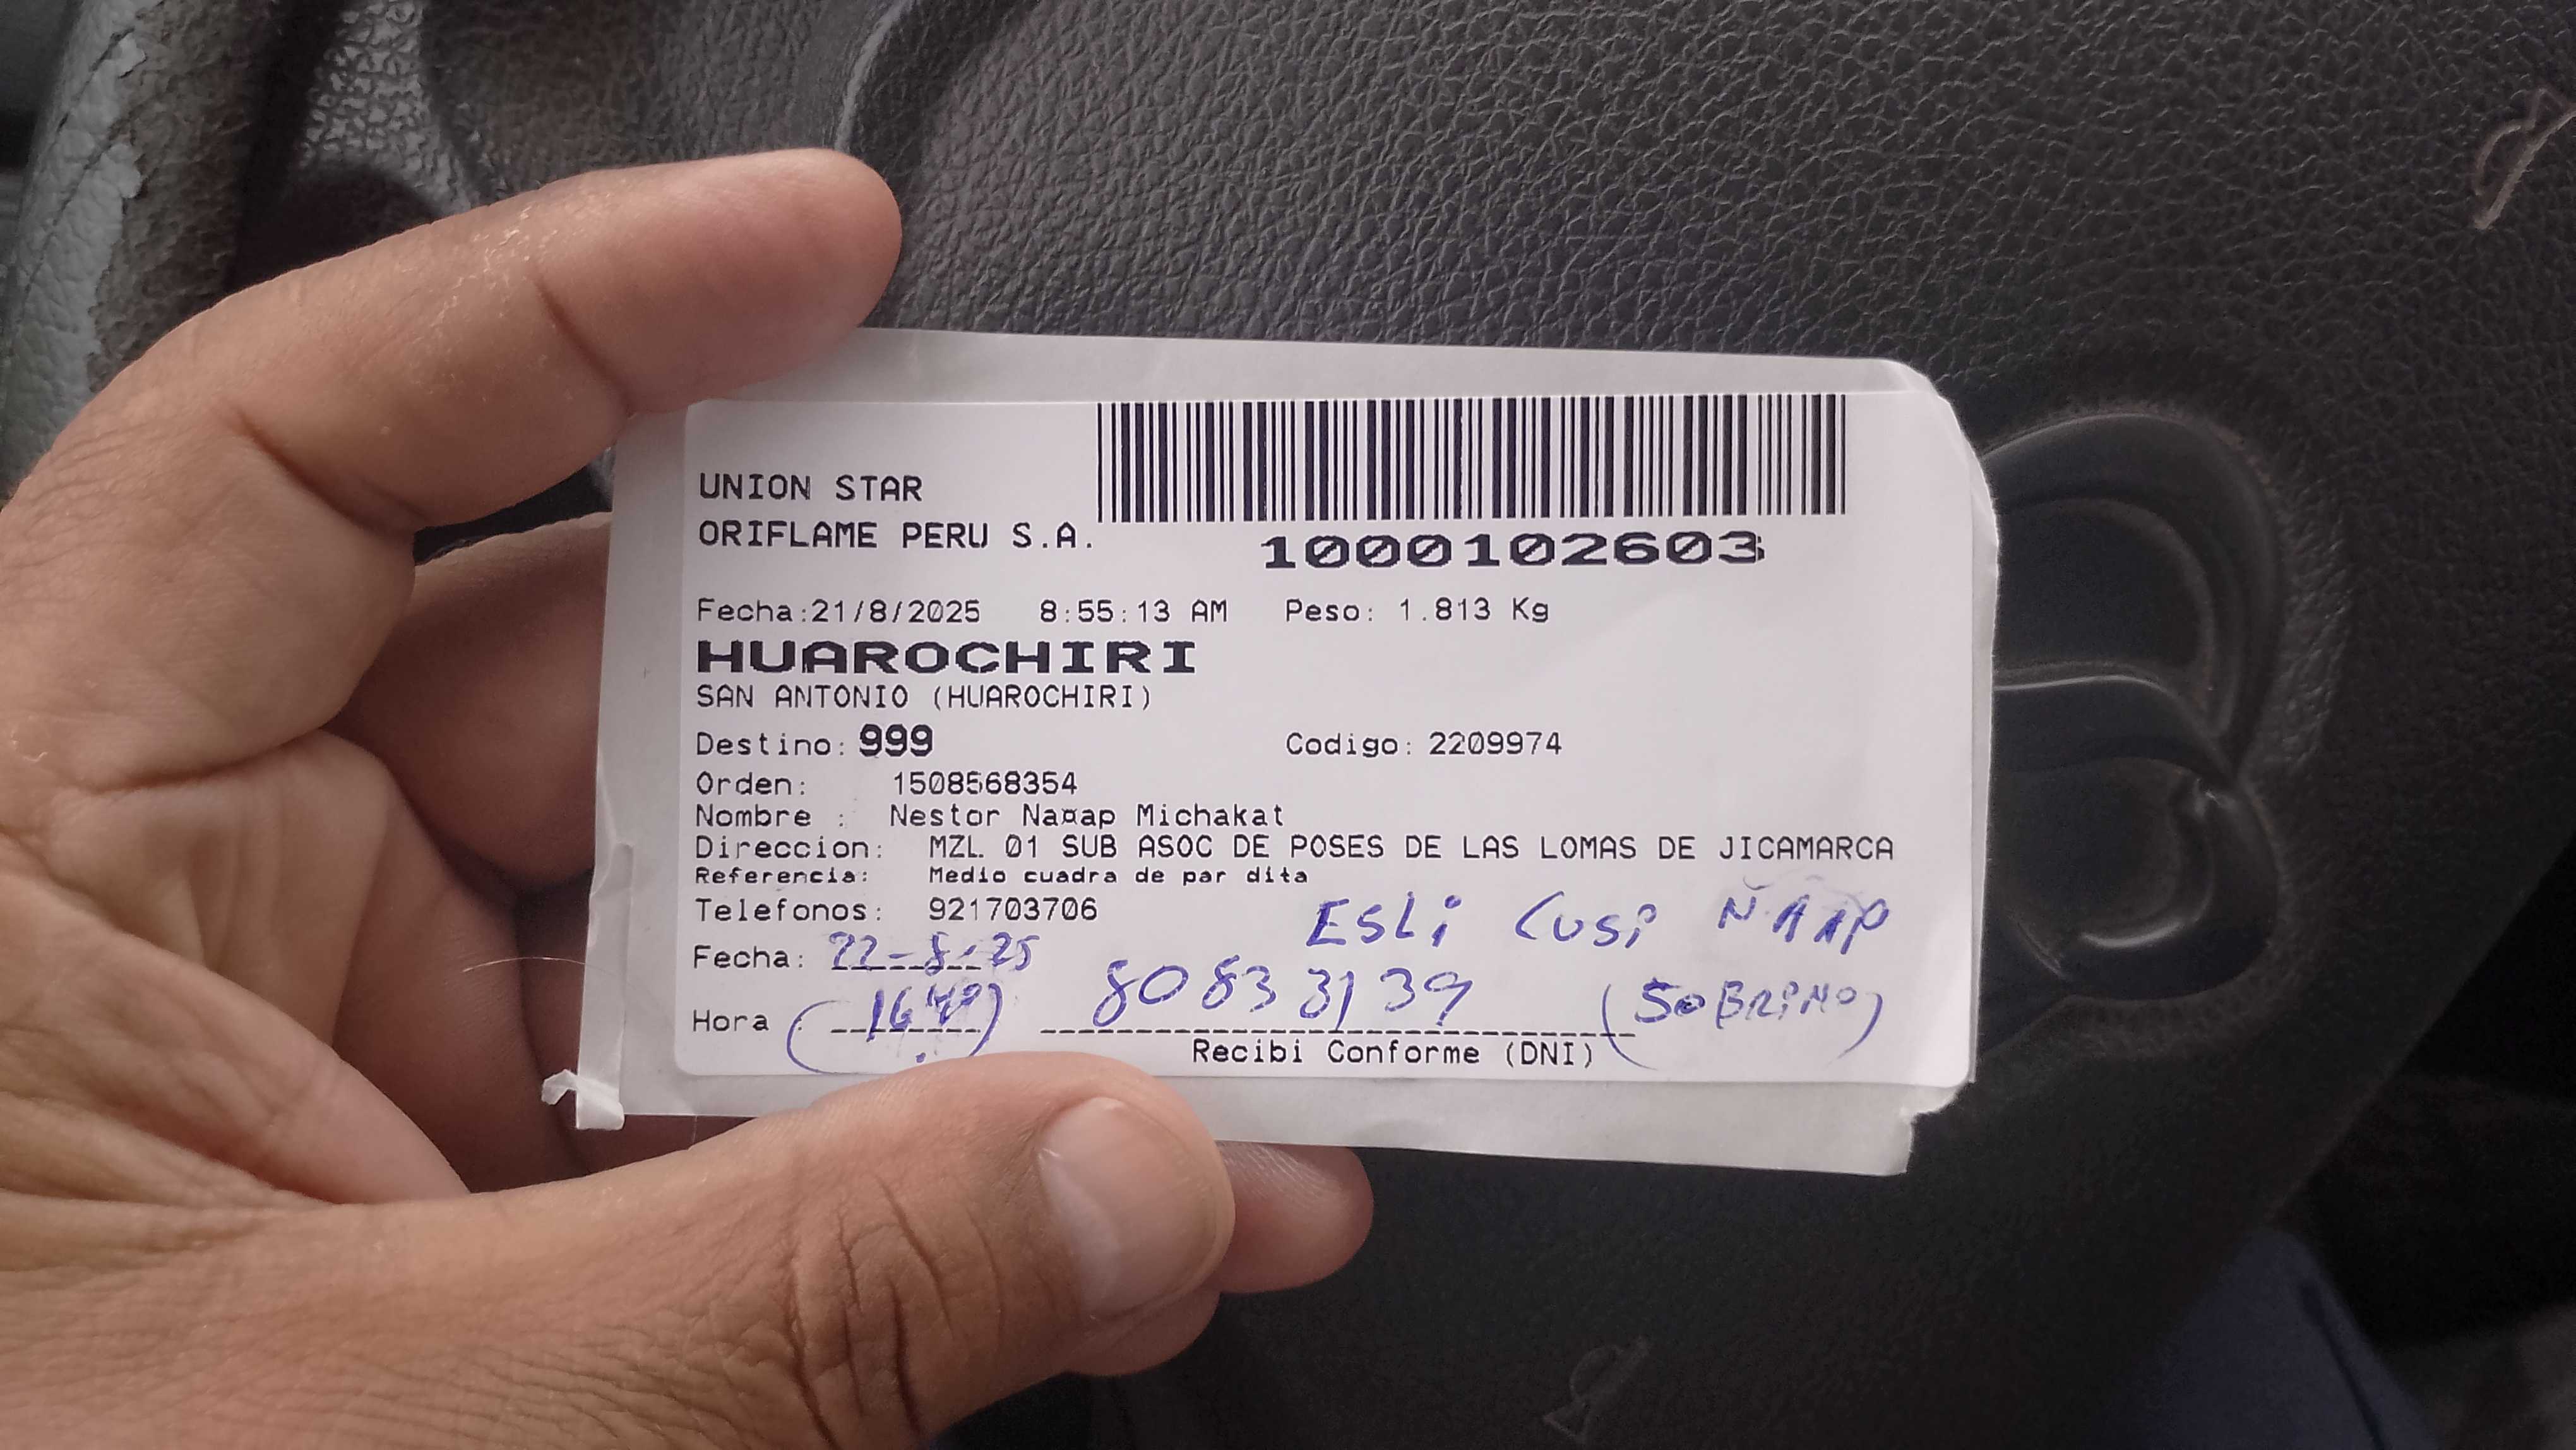 UNION STAR
ORIFLAME PERU S.A.
1000102603
Fecha:21/8/2025 8:55:13 AM Peso: 1.813 Kg
HUAROCHIRI
SAN ANTONIO (HUAROCHIRI)
Destino: 999 Codigo: 2209974
Orden: 1508568354
Nombre : Nestor Na¤ap Michakat
Direccion: MZL 01 SUB ASOC DE POSES DE LAS LOMAS DE JICAMARCA
Referencia: Medio cuadra de par dita
Telefonos: 921703706 ESLi CUSi
Fecha: 22-8-25
Hora : 80833139 (SOBRiNO)
Recibi Conforme (DNI)